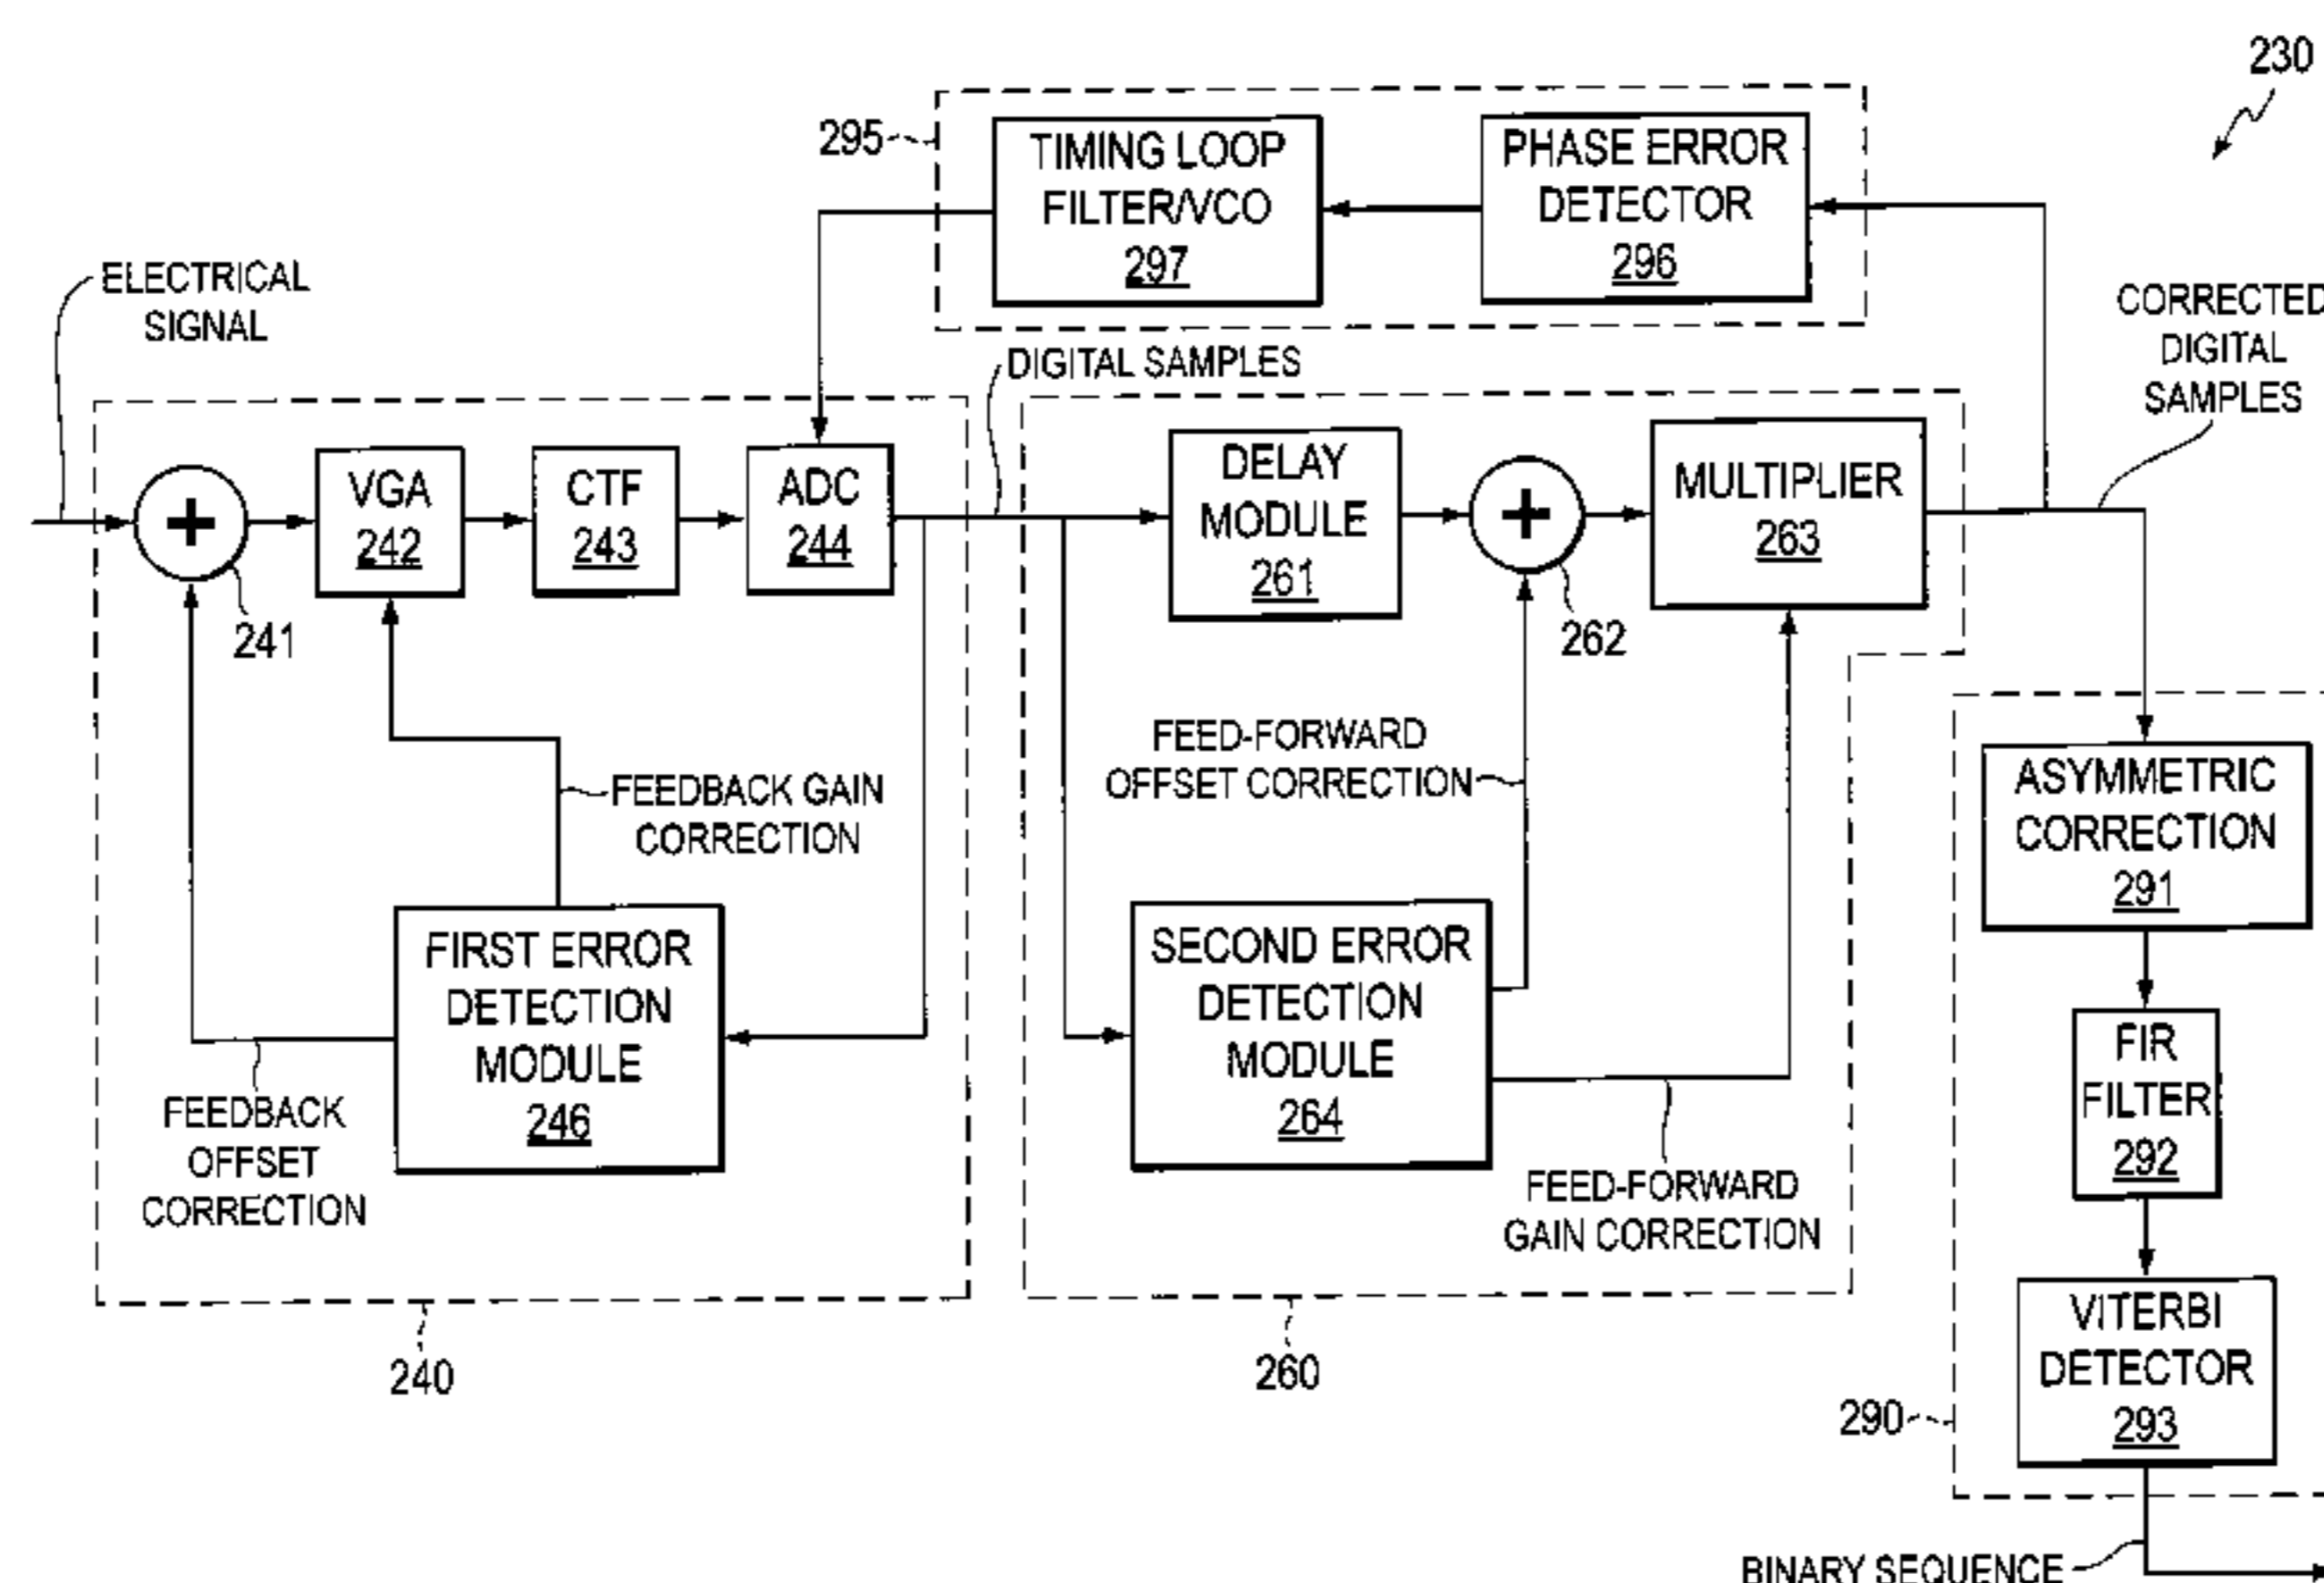 230
295
TIMING LOOP
FILTER/VCO
297
PHASE ERROR
DETECTOR
296
ELECTRICAL
SIGNAL
CORRECTED
DIGITAL
SAMPLES
DIGITAL SAMPLES
+
241
VGA
242
CTF
243
ADC
244
DELAY
MODULE
261
+
262
MULTIPLIER
263
FEEDBACK GAIN
CORRECTION
FEED-FORWARD
OFFSET CORRECTION
FIRST ERROR
DETECTION
MODULE
246
FEEDBACK
OFFSET
CORRECTION
SECOND ERROR
DETECTION
MODULE
264
FEED-FORWARD
GAIN CORRECTION
240
260
ASYMMETRIC
CORRECTION
291
FIR
FILTER
292
VITERBI
DETECTOR
293
290
BINARY SEQUENCE